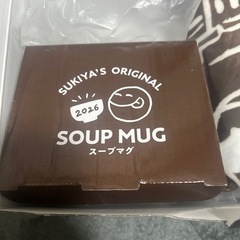 SUKIYA'S ORIGINAL
2026
SOUP MUG
スープマグ